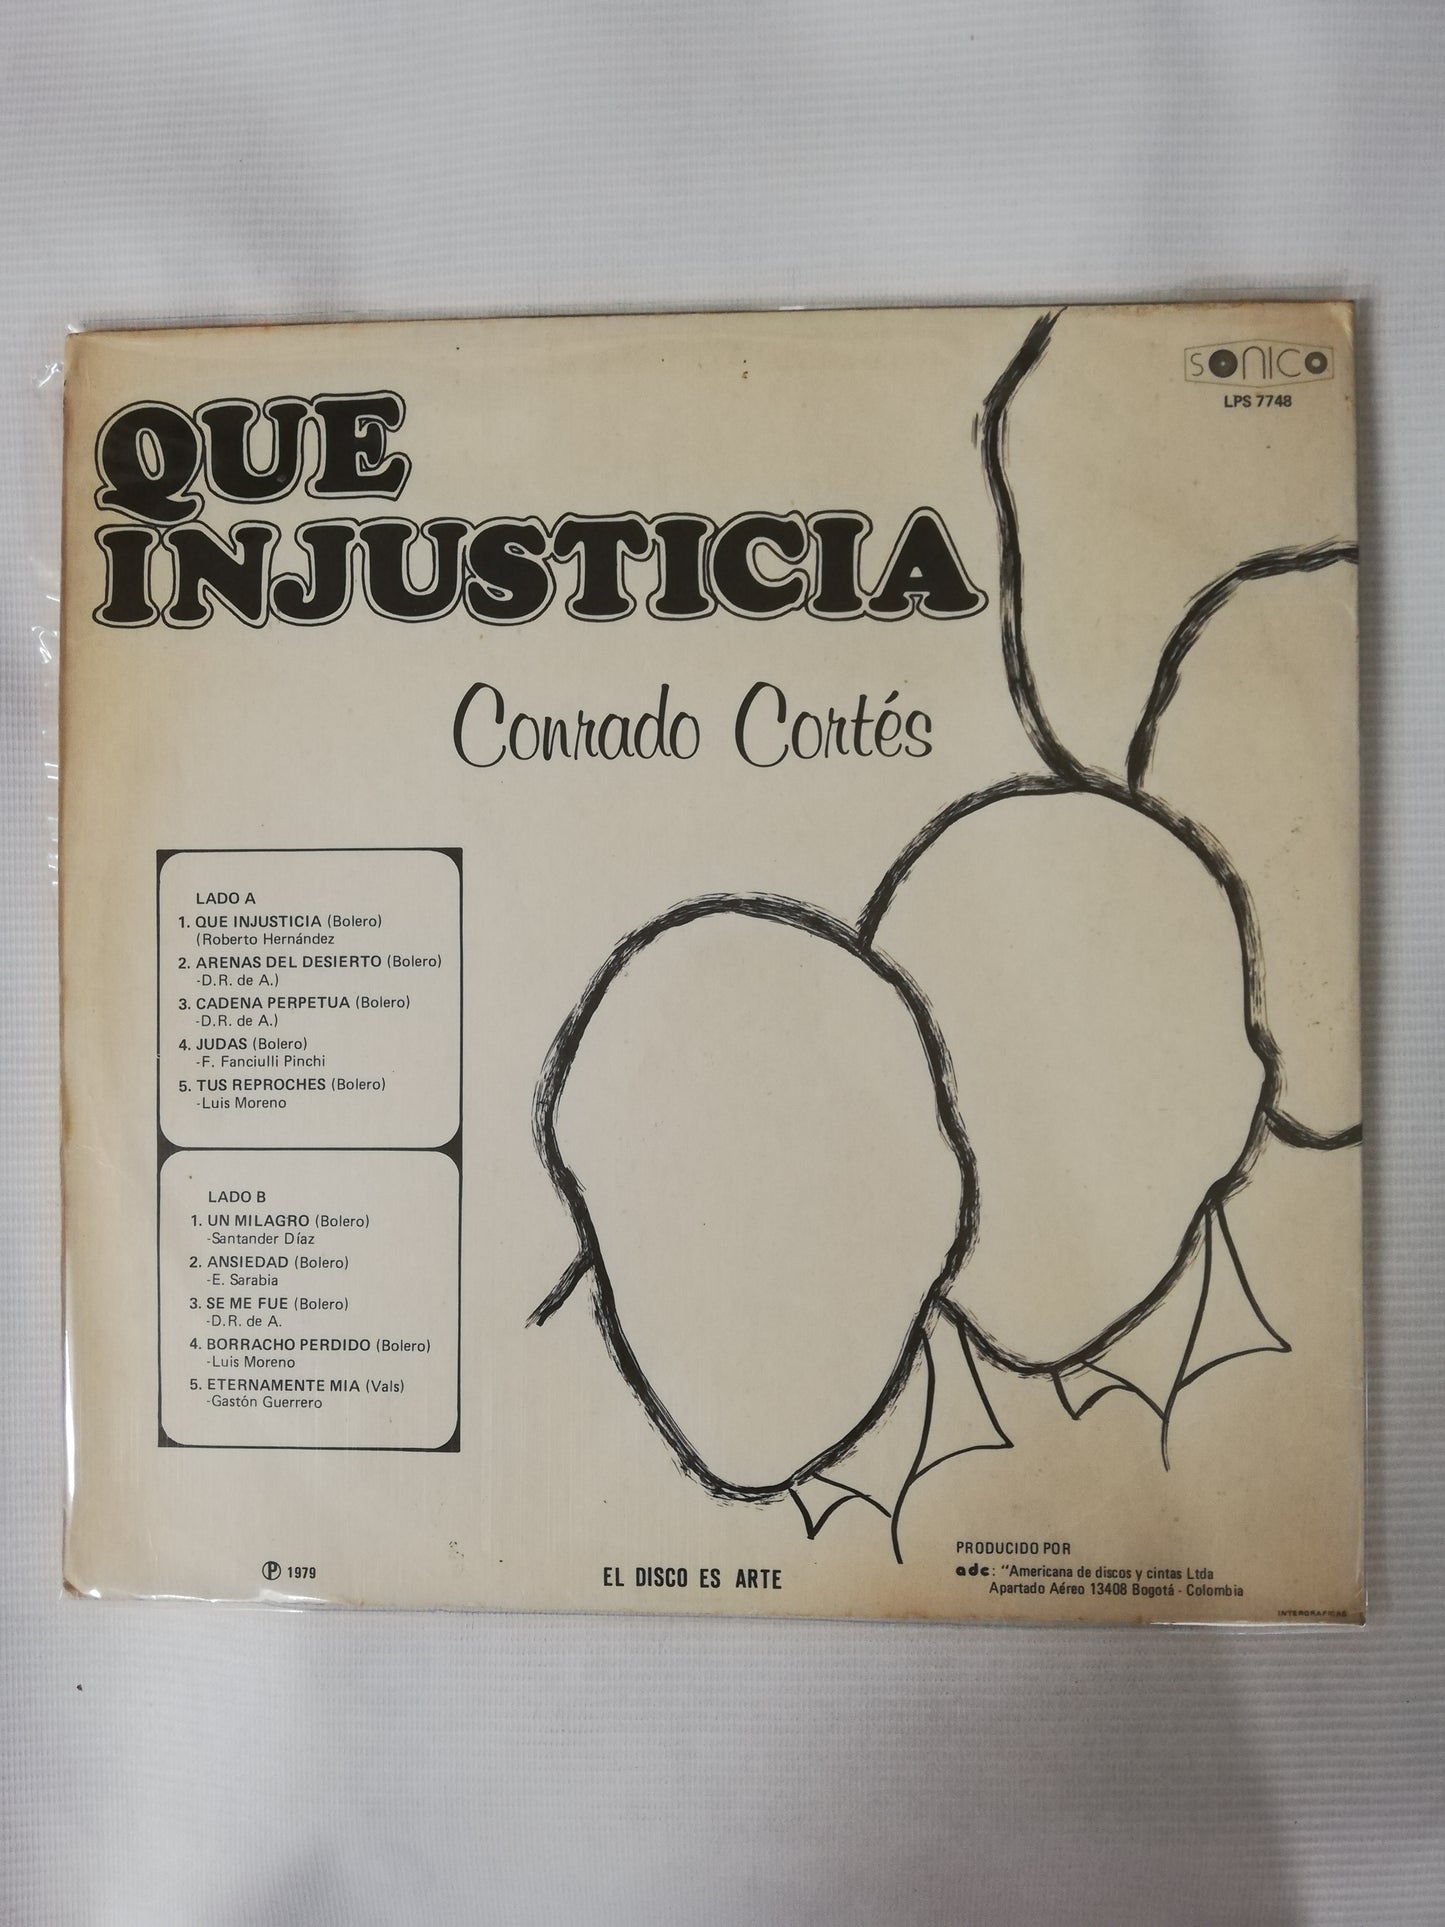 SONICO
LPS 7748
QUE
INJUSTICIA
Conrado Cortés
LADO A
1. QUE INJUSTICIA (Bolero)
(Roberto Hernández
2. ARENAS DEL DESIERTO (Bolero)
-D.R. de A.)
3. CADENA PERPETUA (Bolero)
-D.R. de A.)
4. JUDAS (Bolero)
-F. Fanciulli Pinchi
5. TUS REPROCHES (Bolero)
-Luis Moreno
LADO B
1. UN MILAGRO (Bolero)
-Santander Díaz
2. ANSIEDAD (Bolero)
-E. Sarabia
3. SE ME FUE (Bolero)
-D.R. de A.
4. BORRACHO PERDIDO (Bolero)
-Luis Moreno
5. ETERNAMENTE MIA (Vals)
-Gastón Guerrero
Ⓟ 1979
EL DISCO ES ARTE
PRODUCIDO POR
adc: "Americana de discos y cintas Ltda
Apartado Aéreo 13408 Bogotá - Colombia
INTERGRAFICAS